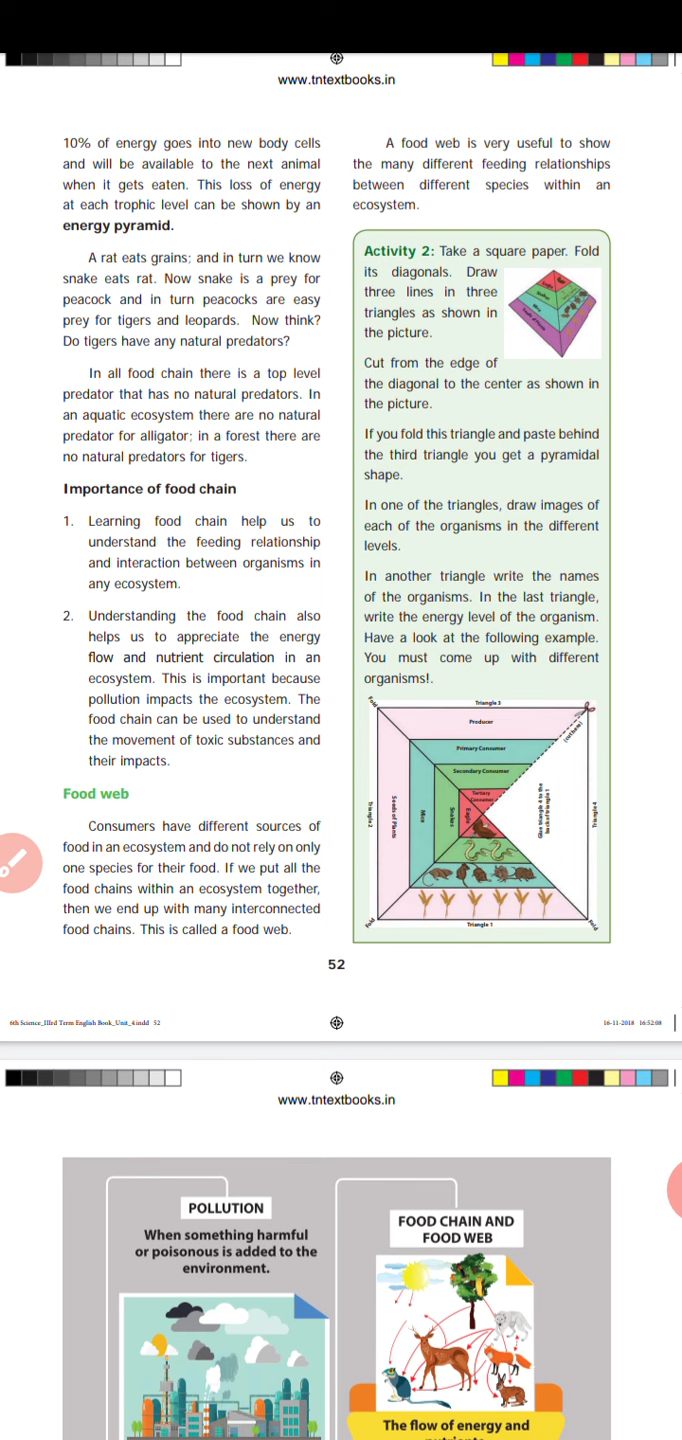 www.tntextbooks.in
10% of energy goes into new body cells
and will be available to the next animal
when it gets eaten. This loss of energy
at each trophic level can be shown by an
energy pyramid.
A rat eats grains; and in turn we know
snake eats rat. Now snake is a prey for
peacock and in turn peacocks are easy
prey for tigers and leopards. Now think?
Do tigers have any natural predators?
In all food chain there is a top level
predator that has no natural predators. In
an aquatic ecosystem there are no natural
predator for alligator; in a forest there are
no natural predators for tigers.
Importance of food chain
1. Learning food chain help us to
understand the feeding relationship
and interaction between organisms in
any ecosystem.
2. Understanding the food chain also
helps us to appreciate the energy
flow and nutrient circulation in an
ecosystem. This is important because
pollution impacts the ecosystem. The
food chain can be used to understand
the movement of toxic substances and
their impacts.
Food web
Consumers have different sources of
food in an ecosystem and do not rely on only
one species for their food. If we put all the
food chains within an ecosystem together,
then we end up with many interconnected
food chains. This is called a food web.
A food web is very useful to show
the many different feeding relationships
between different species within an
ecosystem.
Activity 2: Take a square paper. Fold
its diagonals. Draw
three lines in three
triangles as shown in
the picture.
Cut from the edge of
the diagonal to the center as shown in
the picture.
If you fold this triangle and paste behind
the third triangle you get a pyramidal
shape.
In one of the triangles, draw images of
each of the organisms in the different
levels.
In another triangle write the names
of the organisms. In the last triangle,
write the energy level of the organism.
Have a look at the following example.
You must come up with different
organisms!.
Fold
Triangle 3
Producer
(cut here)
Primary Consumer
Secondary Consumer
Tertiary
Consumer
Triangle 2
Seeds of Plants
Mice
Snakes
Eagle
Glue triangle 4 to the
back of triangle 1
Triangle 4
Fold
Triangle 1
Fold
52
6th Science_IIIrd Term English Book_Unit_4.indd 52
16-11-2018 16:52:08
www.tntextbooks.in
POLLUTION
When something harmful
or poisonous is added to the
environment.
FOOD CHAIN AND
FOOD WEB
The flow of energy and